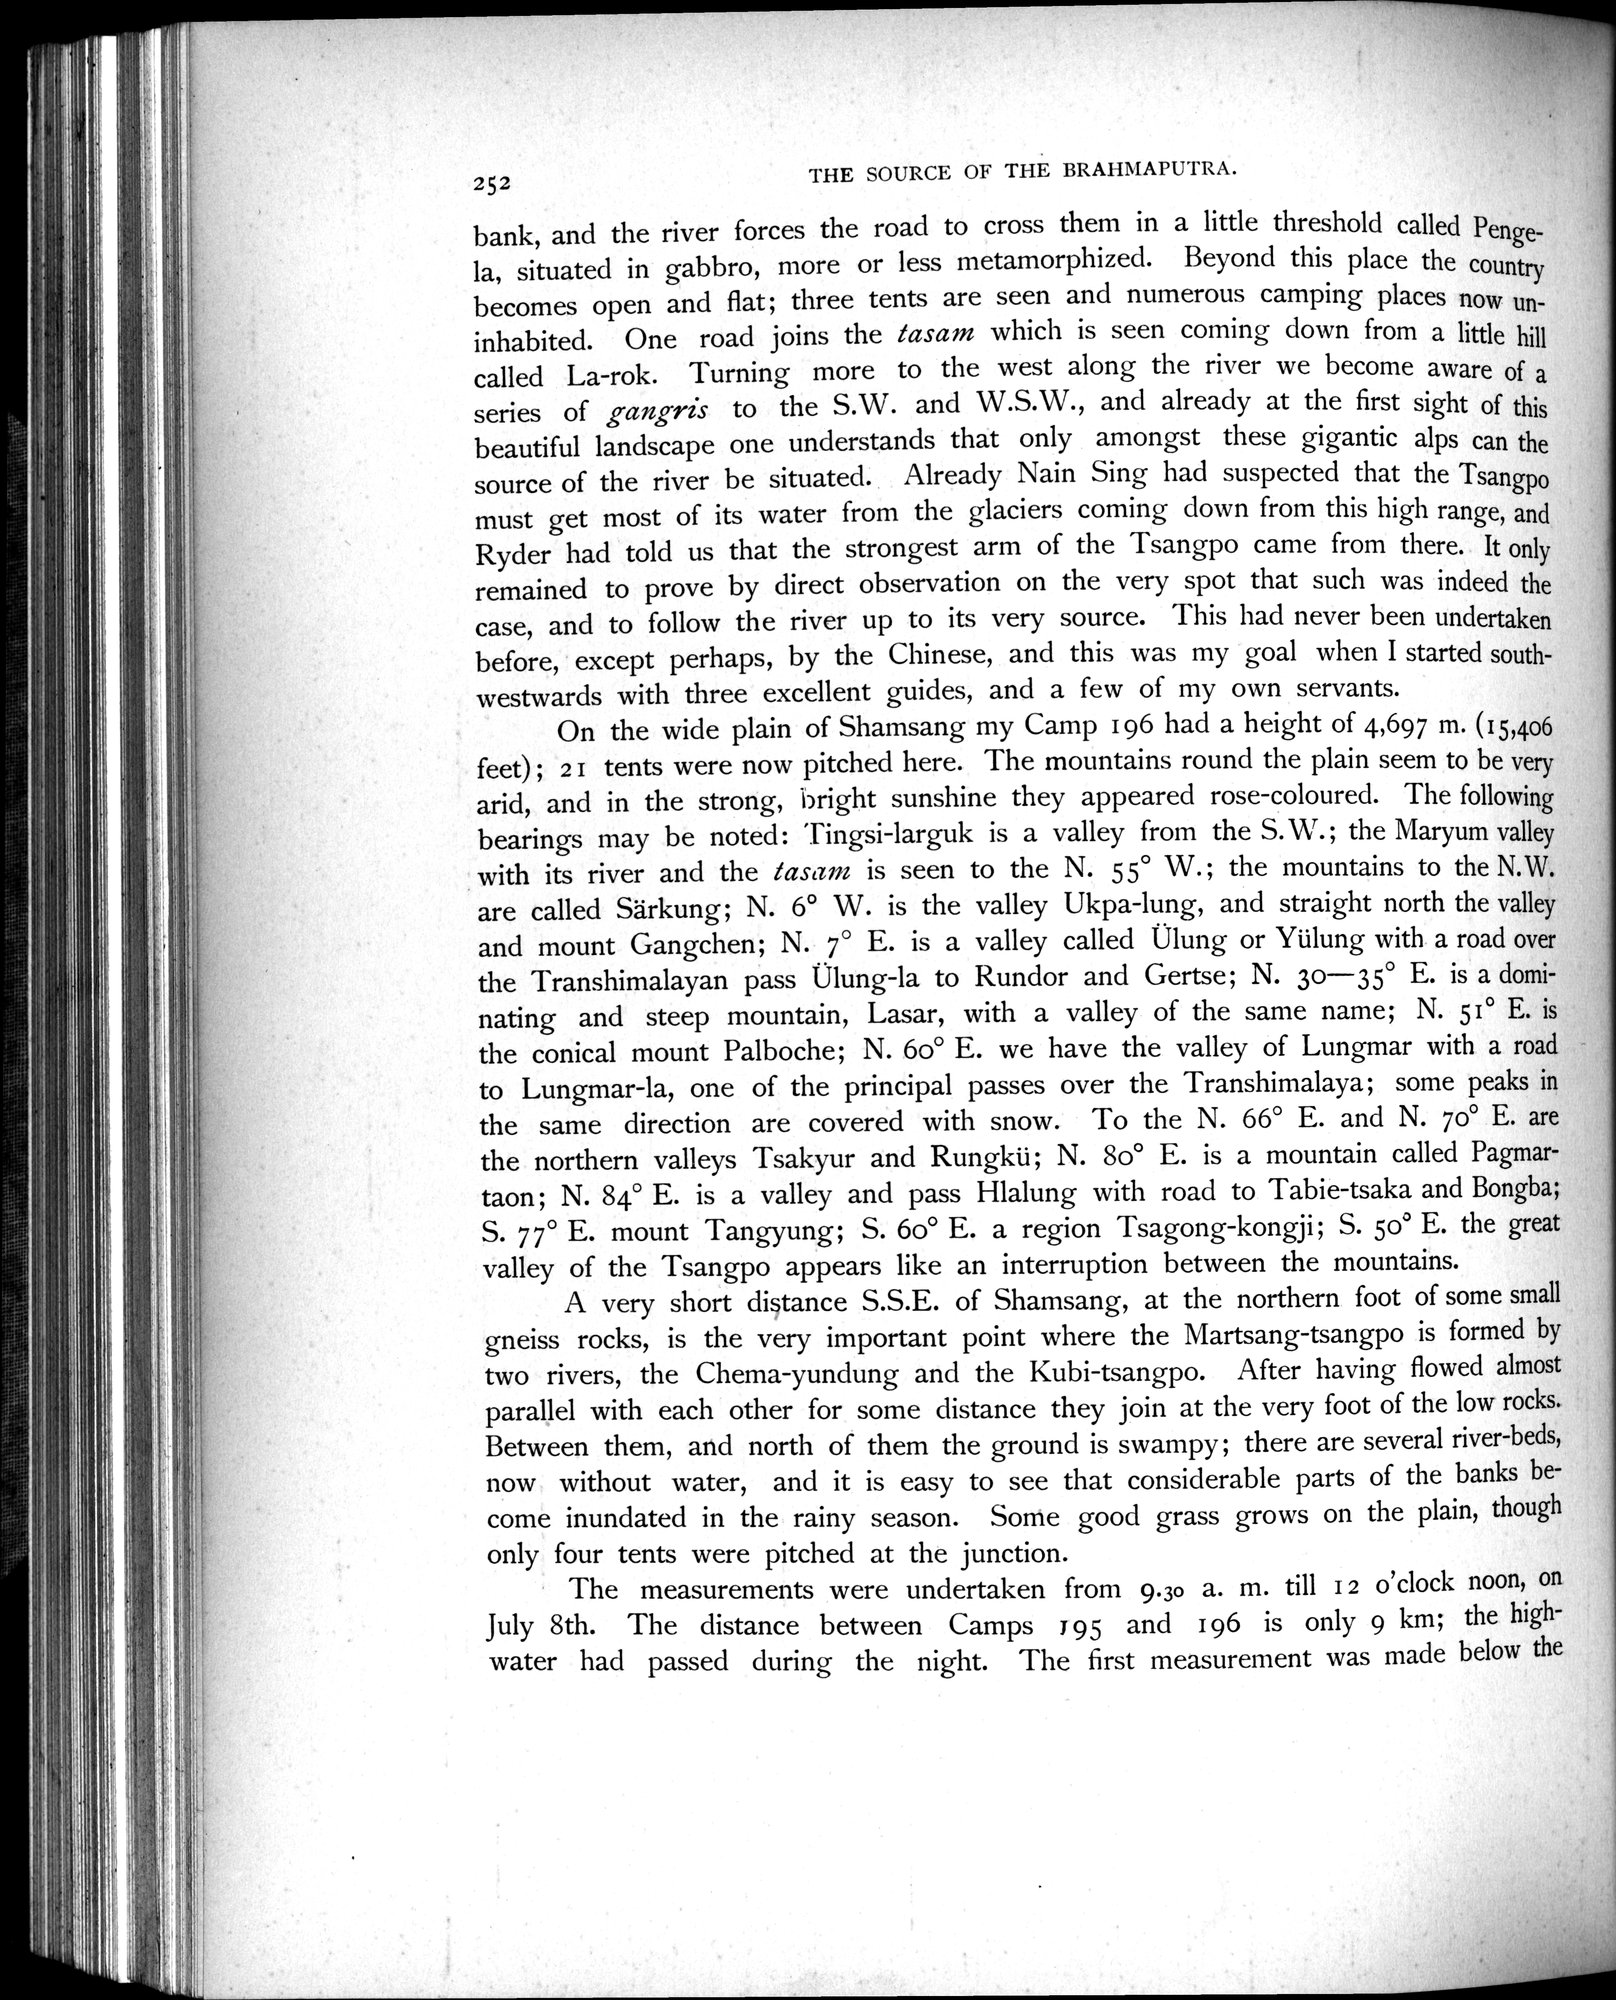 252
THE SOURCE OF THE BRAHMAPUTRA.
bank, and the river forces the road to cross them in a little threshold called Penge-
la, situated in gabbro, more or less metamorphized. Beyond this place the country
becomes open and flat; three tents are seen and numerous camping places now un-
inhabited. One road joins the tasam which is seen coming down from a little hill
called La-rok. Turning more to the west along the river we become aware of a
series of gangris to the S.W. and W.S.W., and already at the first sight of this
beautiful landscape one understands that only amongst these gigantic alps can the
source of the river be situated. Already Nain Sing had suspected that the Tsangpo
must get most of its water from the glaciers coming down from this high range, and
Ryder had told us that the strongest arm of the Tsangpo came from there. It only
remained to prove by direct observation on the very spot that such was indeed the
case, and to follow the river up to its very source. This had never been undertaken
before, except perhaps, by the Chinese, and this was my goal when I started south-
westwards with three excellent guides, and a few of my own servants.
On the wide plain of Shamsang my Camp 196 had a height of 4,697 m. (15,406
feet); 21 tents were now pitched here. The mountains round the plain seem to be very
arid, and in the strong, bright sunshine they appeared rose-coloured. The following
bearings may be noted: Tingsi-larguk is a valley from the S.W.; the Maryum valley
with its river and the tasam is seen to the N. 55° W.; the mountains to the N.W.
are called Särkung; N. 6° W. is the valley Ukpa-lung, and straight north the valley
and mount Gangchen; N. 7° E. is a valley called Ülung or Yülung with a road over
the Transhimalayan pass Ülung-la to Rundor and Gertse; N. 30—35° E. is a domi-
nating and steep mountain, Lasar, with a valley of the same name; N. 51° E. is
the conical mount Palboche; N. 60° E. we have the valley of Lungmar with a road
to Lungmar-la, one of the principal passes over the Transhimalaya; some peaks in
the same direction are covered with snow. To the N. 66° E. and N. 70° E. are
the northern valleys Tsakyur and Rungkü; N. 80° E. is a mountain called Pagmar-
taon; N. 84° E. is a valley and pass Hlalung with road to Tabie-tsaka and Bongba;
S. 77° E. mount Tangyung; S. 60° E. a region Tsagong-kongji; S. 50° E. the great
valley of the Tsangpo appears like an interruption between the mountains.
A very short distance S.S.E. of Shamsang, at the northern foot of some small
gneiss rocks, is the very important point where the Martsang-tsangpo is formed by
two rivers, the Chema-yundung and the Kubi-tsangpo. After having flowed almost
parallel with each other for some distance they join at the very foot of the low rocks.
Between them, and north of them the ground is swampy; there are several river-beds,
now without water, and it is easy to see that considerable parts of the banks be-
come inundated in the rainy season. Some good grass grows on the plain, though
only four tents were pitched at the junction.
The measurements were undertaken from 9.30 a. m. till 12 o'clock noon, on
July 8th. The distance between Camps 195 and 196 is only 9 km; the high-
water had passed during the night. The first measurement was made below the